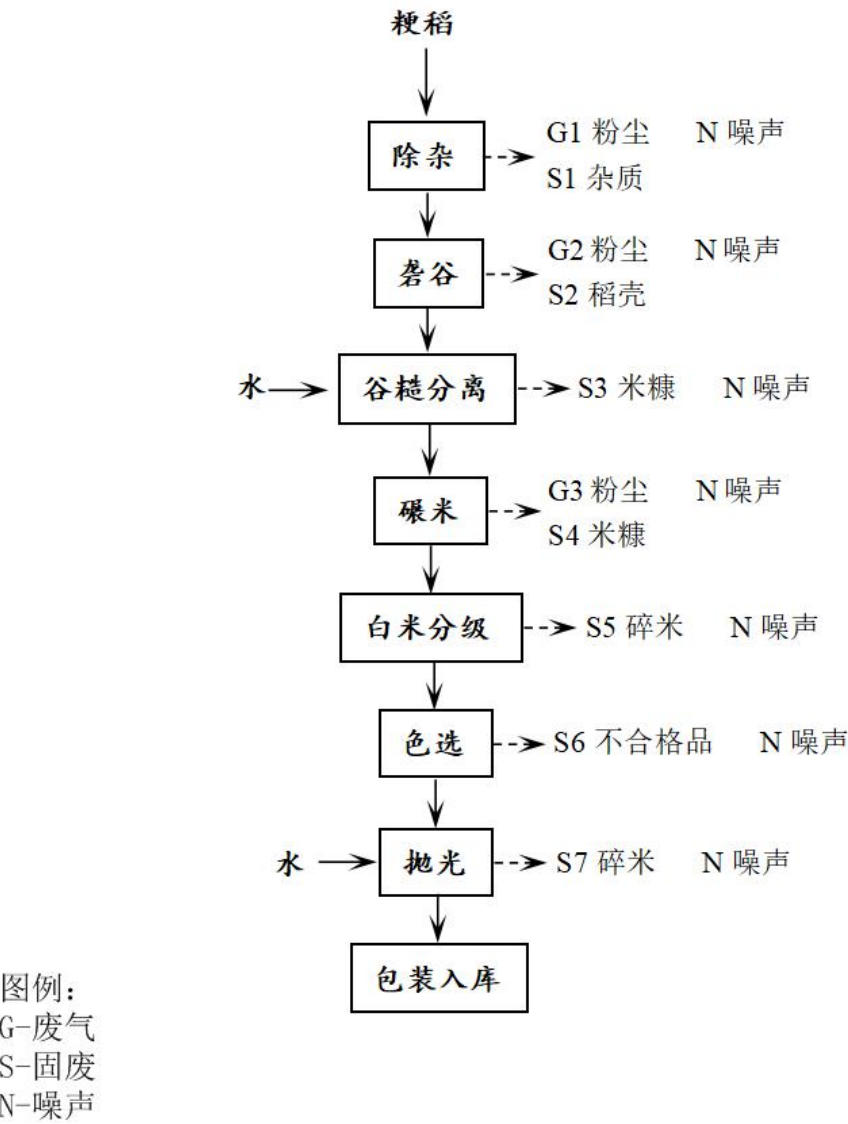 粳稻
除杂
G1 粉尘 N 噪声
S1 杂质
砻谷
G2 粉尘 N 噪声
S2 稻壳
水
谷糙分离
S3 米糠 N 噪声
碾米
G3 粉尘 N 噪声
S4 米糠
白米分级
S5 碎米 N 噪声
色选
S6 不合格品 N 噪声
水
抛光
S7 碎米 N 噪声
包装入库
图例：
G-废气
S-固废
N-噪声